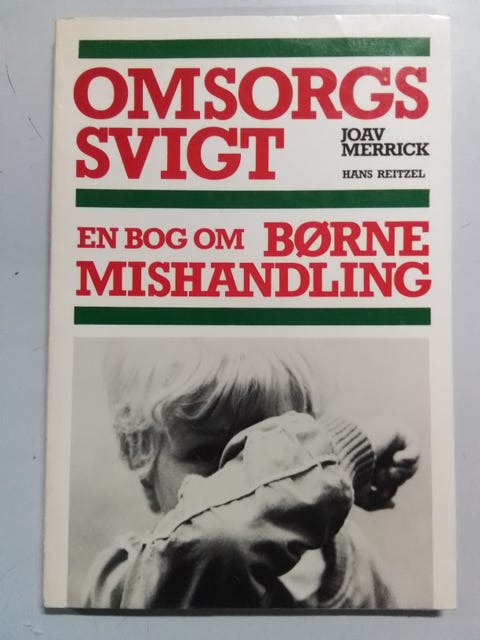 OMSORGS
SVIGT
JOAV
MERRICK
HANS REITZEL
EN BOG OM BØRNE
MISHANDLING